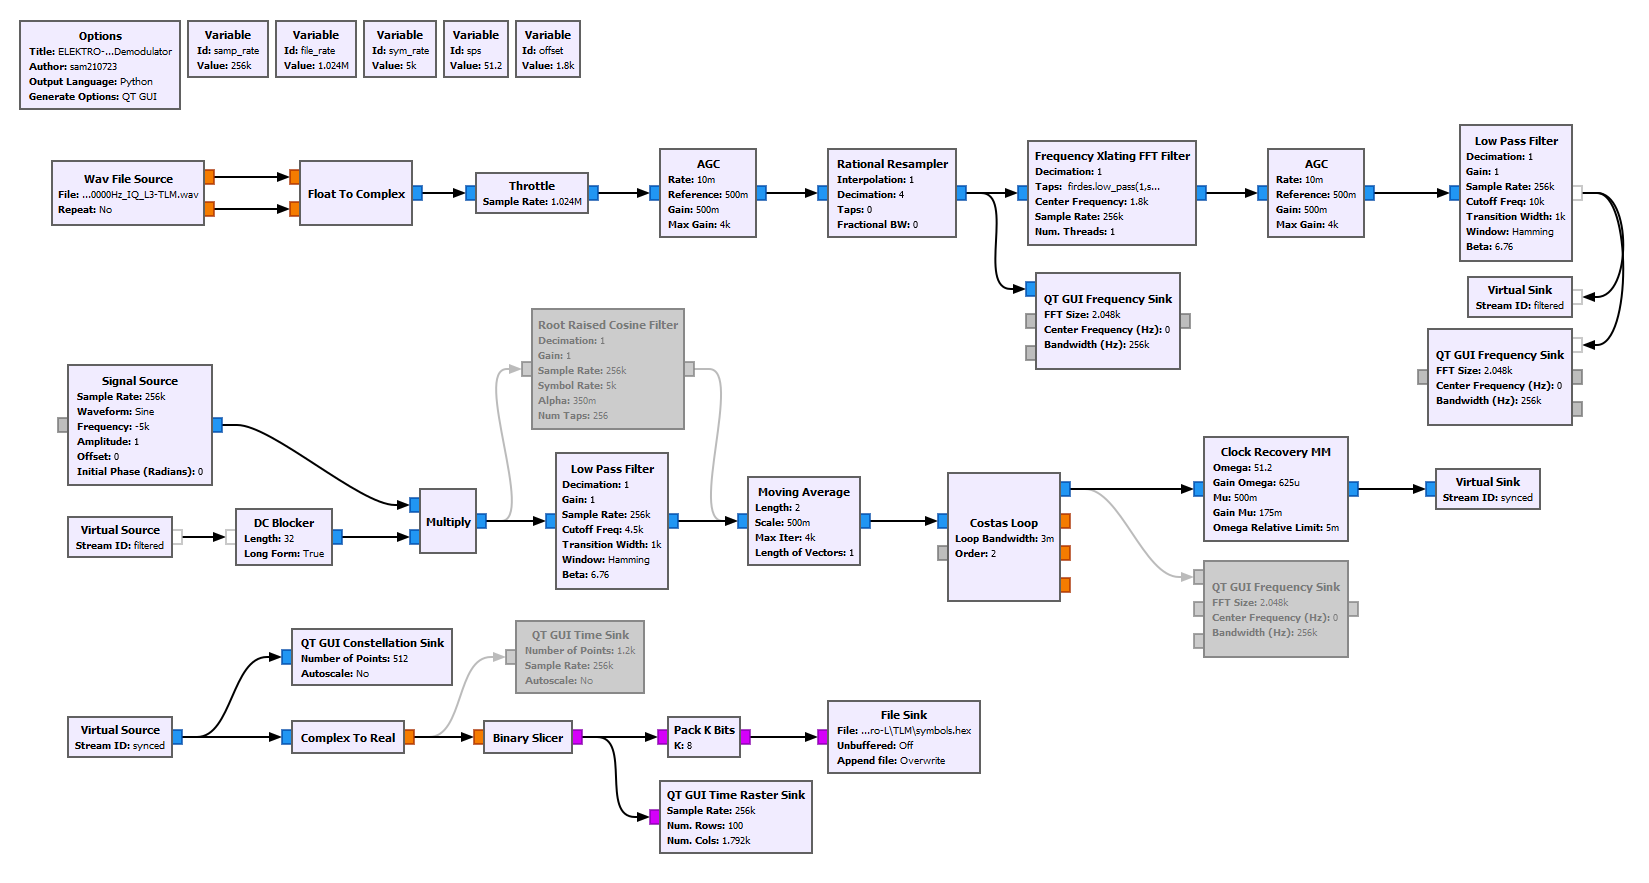 Options
Title: ELEKTRO-...Demodulator
Author: sam210723
Output Language: Python
Generate Options: QT GUI
Variable
Id: samp_rate
Value: 256k
Variable
Id: file_rate
Value: 1.024M
Variable
Id: sym_rate
Value: 5k
Variable
Id: sps
Value: 51.2
Variable
Id: offset
Value: 1.8k
Wav File Source
File: ...0000Hz_IQ_L3-TLM.wav
Repeat: No
Float To Complex
Throttle
Sample Rate: 1.024M
AGC
Rate: 10m
Reference: 500m
Gain: 500m
Max Gain: 4k
Rational Resampler
Interpolation: 1
Decimation: 4
Taps: 0
Fractional BW: 0
Frequency Xlating FFT Filter
Decimation: 1
Taps: firdes.low_pass(1,s...
Center Frequency: 1.8k
Sample Rate: 256k
Num. Threads: 1
AGC
Rate: 10m
Reference: 500m
Gain: 500m
Max Gain: 4k
Low Pass Filter
Decimation: 1
Gain: 1
Sample Rate: 256k
Cutoff Freq: 10k
Transition Width: 1k
Window: Hamming
Beta: 6.76
QT GUI Frequency Sink
FFT Size: 2.048k
Center Frequency (Hz): 0
Bandwidth (Hz): 256k
Virtual Sink
Stream ID: filtered
QT GUI Frequency Sink
FFT Size: 2.048k
Center Frequency (Hz): 0
Bandwidth (Hz): 256k
Signal Source
Sample Rate: 256k
Waveform: Sine
Frequency: -5k
Amplitude: 1
Offset: 0
Initial Phase (Radians): 0
Root Raised Cosine Filter
Decimation: 1
Gain: 1
Sample Rate: 256k
Symbol Rate: 5k
Alpha: 350m
Num Taps: 256
Virtual Source
Stream ID: filtered
DC Blocker
Length: 32
Long Form: True
Multiply
Low Pass Filter
Decimation: 1
Gain: 1
Sample Rate: 256k
Cutoff Freq: 4.5k
Transition Width: 1k
Window: Hamming
Beta: 6.76
Moving Average
Length: 2
Scale: 500m
Max Iter: 4k
Length of Vectors: 1
Costas Loop
Loop Bandwidth: 3m
Order: 2
Clock Recovery MM
Omega: 51.2
Gain Omega: 625u
Mu: 500m
Gain Mu: 175m
Omega Relative Limit: 5m
Virtual Sink
Stream ID: synced
QT GUI Frequency Sink
FFT Size: 2.048k
Center Frequency (Hz): 0
Bandwidth (Hz): 256k
QT GUI Constellation Sink
Number of Points: 512
Autoscale: No
QT GUI Time Sink
Number of Points: 1.2k
Sample Rate: 256k
Autoscale: No
Virtual Source
Stream ID: synced
Complex To Real
Binary Slicer
Pack K Bits
K: 8
File Sink
File: ...ro-L\TLM\symbols.hex
Unbuffered: Off
Append file: Overwrite
QT GUI Time Raster Sink
Sample Rate: 256k
Num. Rows: 100
Num. Cols: 1.792k